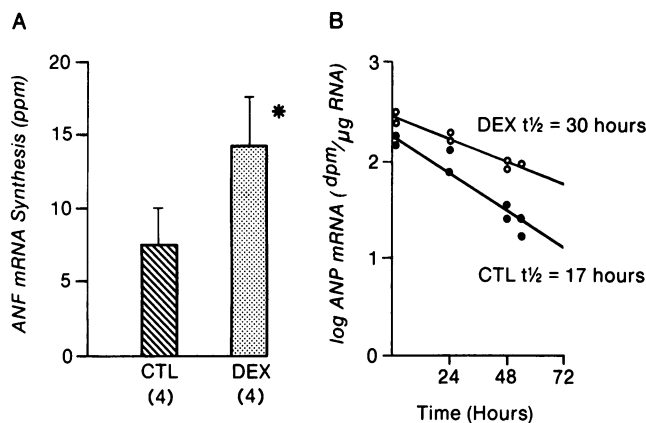 A
ANF mRNA Synthesis (ppm)
20
15
10
5
0
*
CTL
(4)
DEX
(4)
B
log ANP mRNA (dpm/µg RNA)
3
2
1
0
DEX t½ = 30 hours
CTL t½ = 17 hours
24
48
72
Time (Hours)